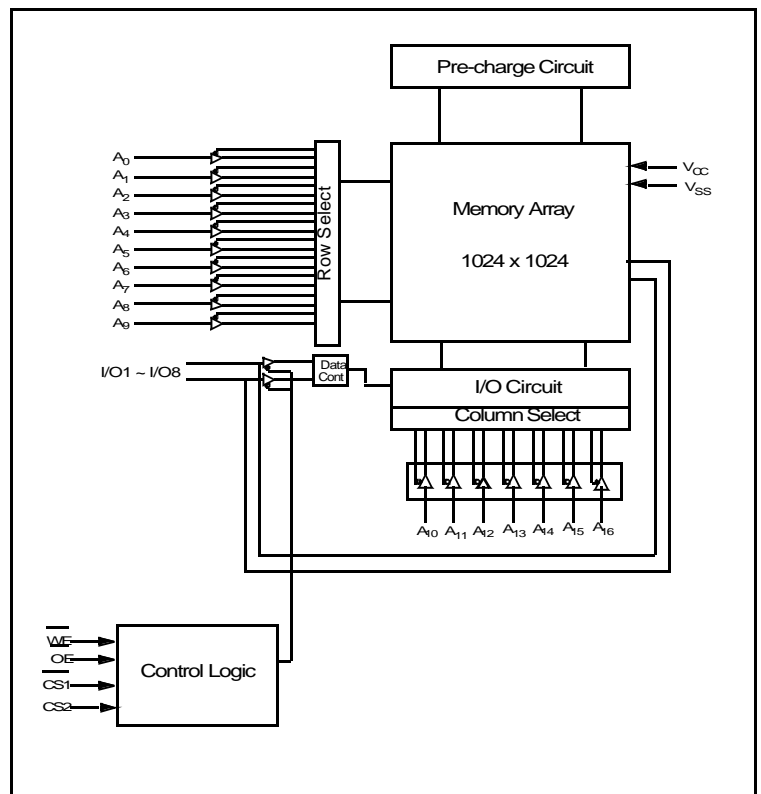 Pre-charge Circuit
A0
A1
A2
A3
A4
A5
A6
A7
A8
A9
Row Select
Memory Array
1024 x 1024
VCC
VSS
I/O1 ~ I/O8
Data
Cont
I/O Circuit
Column Select
A10
A11
A12
A13
A14
A15
A16
WE
OE
CS1
CS2
Control Logic